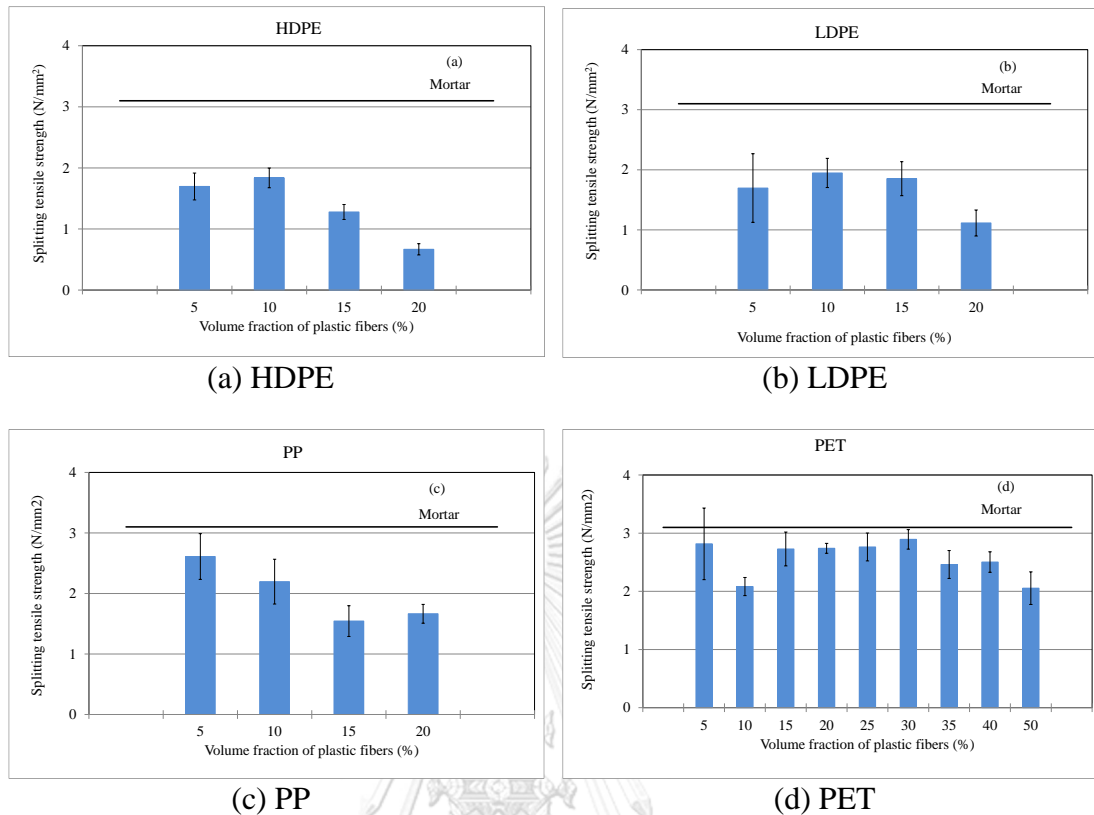 HDPE
(a)
Mortar
Splitting tensile strength (N/mm²)
4
3
2
1
0
5 10 15 20
Volume fraction of plastic fibers (%)
(a) HDPE
LDPE
(b)
Mortar
Splitting tensile strength (N/mm²)
4
3
2
1
0
5 10 15 20
Volume fraction of plastic fibers (%)
(b) LDPE
PP
(c)
Mortar
Splitting tensile strength (N/mm2)
4
3
2
1
0
5 10 15 20
Volume fraction of plastic fibers (%)
(c) PP
PET
(d)
Mortar
Splitting tensile strength (N/mm2)
4
3
2
1
0
5 10 15 20 25 30 35 40 50
Volume fraction of plastic fibers (%)
(d) PET